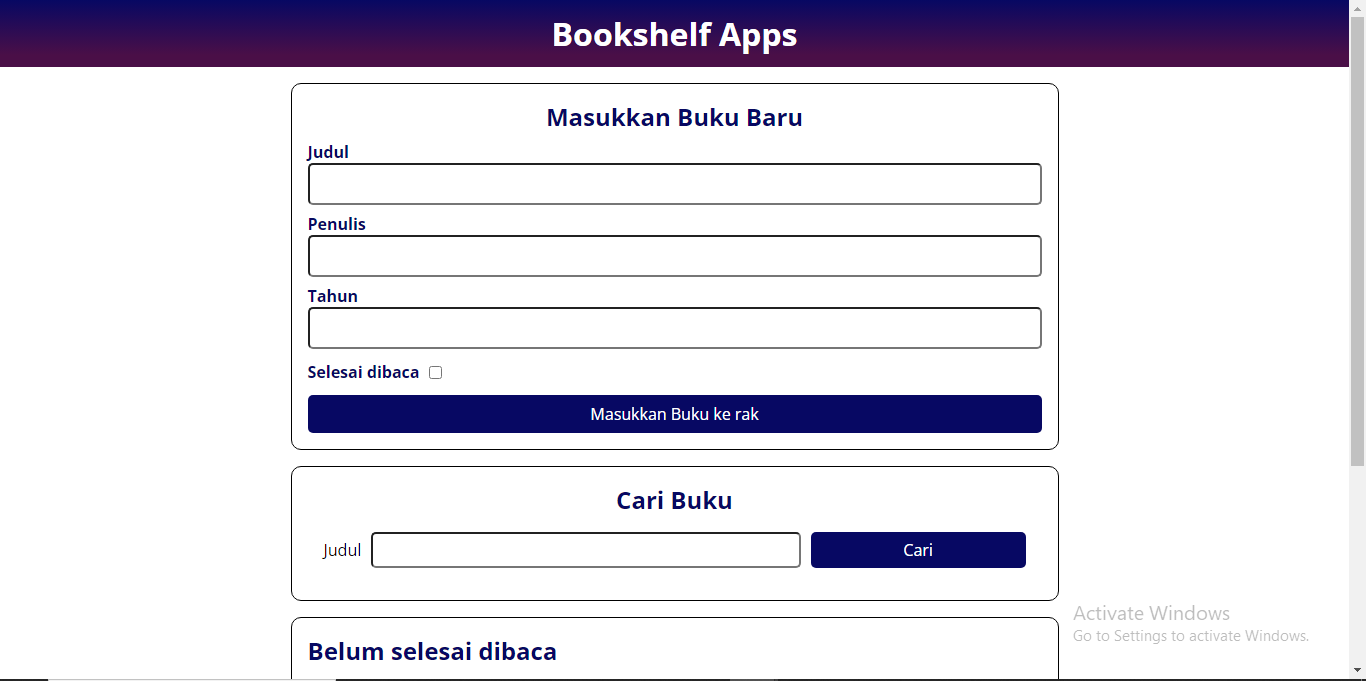 Bookshelf Apps
Masukkan Buku Baru
Judul
Penulis
Tahun
Selesai dibaca
Masukkan Buku ke rak
Cari Buku
Judul
Cari
Belum selesai dibaca
Activate Windows
Go to Settings to activate Windows.